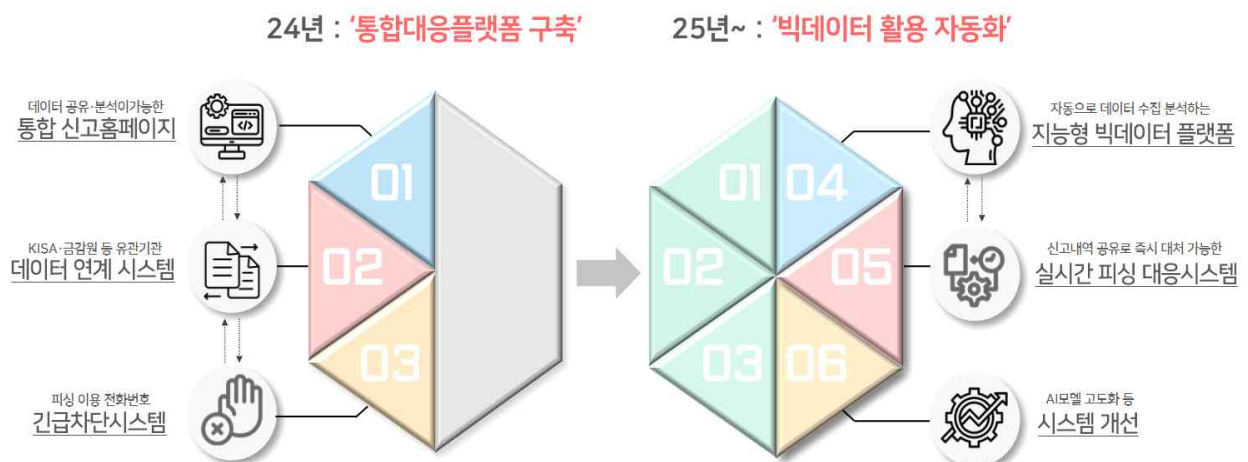 24년 : '통합대응플랫폼 구축'
25년~ : '빅데이터 활용 자동화'
데이터 공유·분석이가능한
통합 신고홈페이지
KISA·금감원 등 유관기관
데이터 연계 시스템
피싱 이용 전화번호
긴급차단시스템
01
02
03
01
04
02
05
03
06
자동으로 데이터 수집 분석하는
지능형 빅데이터 플랫폼
신고내역 공유로 즉시 대처 가능한
실시간 피싱 대응시스템
AI모델 고도화 등
시스템 개선